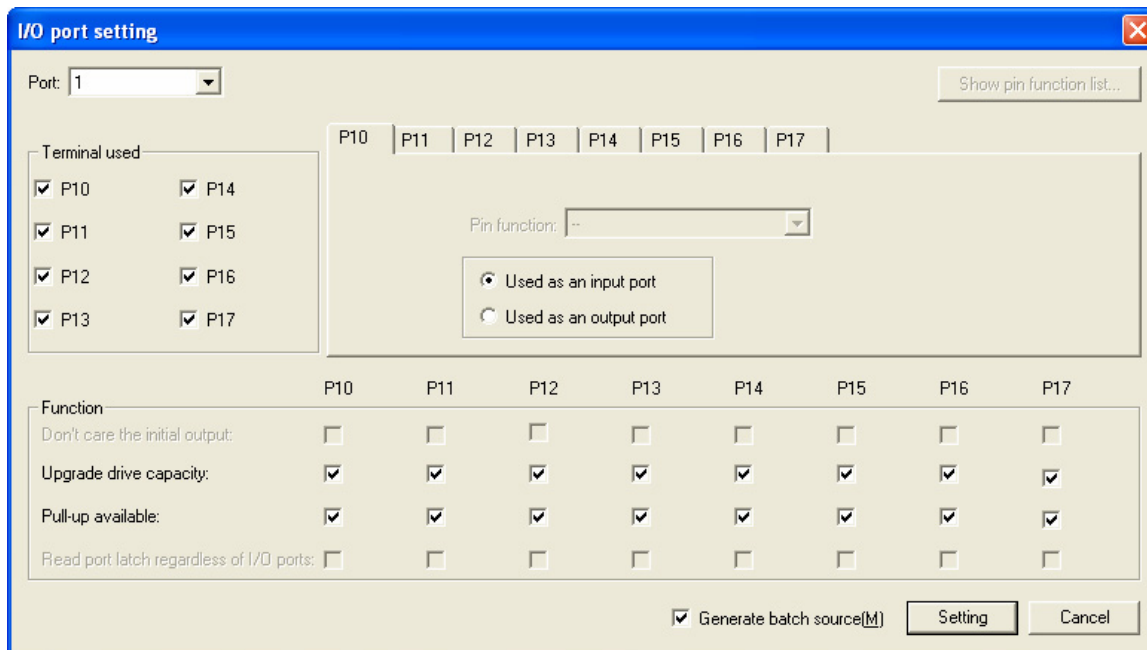 I/O port setting
Port: 1
Show pin function list...
Terminal used
P10 P14
P11 P15
P12 P16
P13 P17
P10 P11 P12 P13 P14 P15 P16 P17
Pin function: --
Used as an input port
Used as an output port
P10 P11 P12 P13 P14 P15 P16 P17
Function
Don't care the initial output:
Upgrade drive capacity:
Pull-up available:
Read port latch regardless of I/O ports:
Generate batch source(M) Setting Cancel